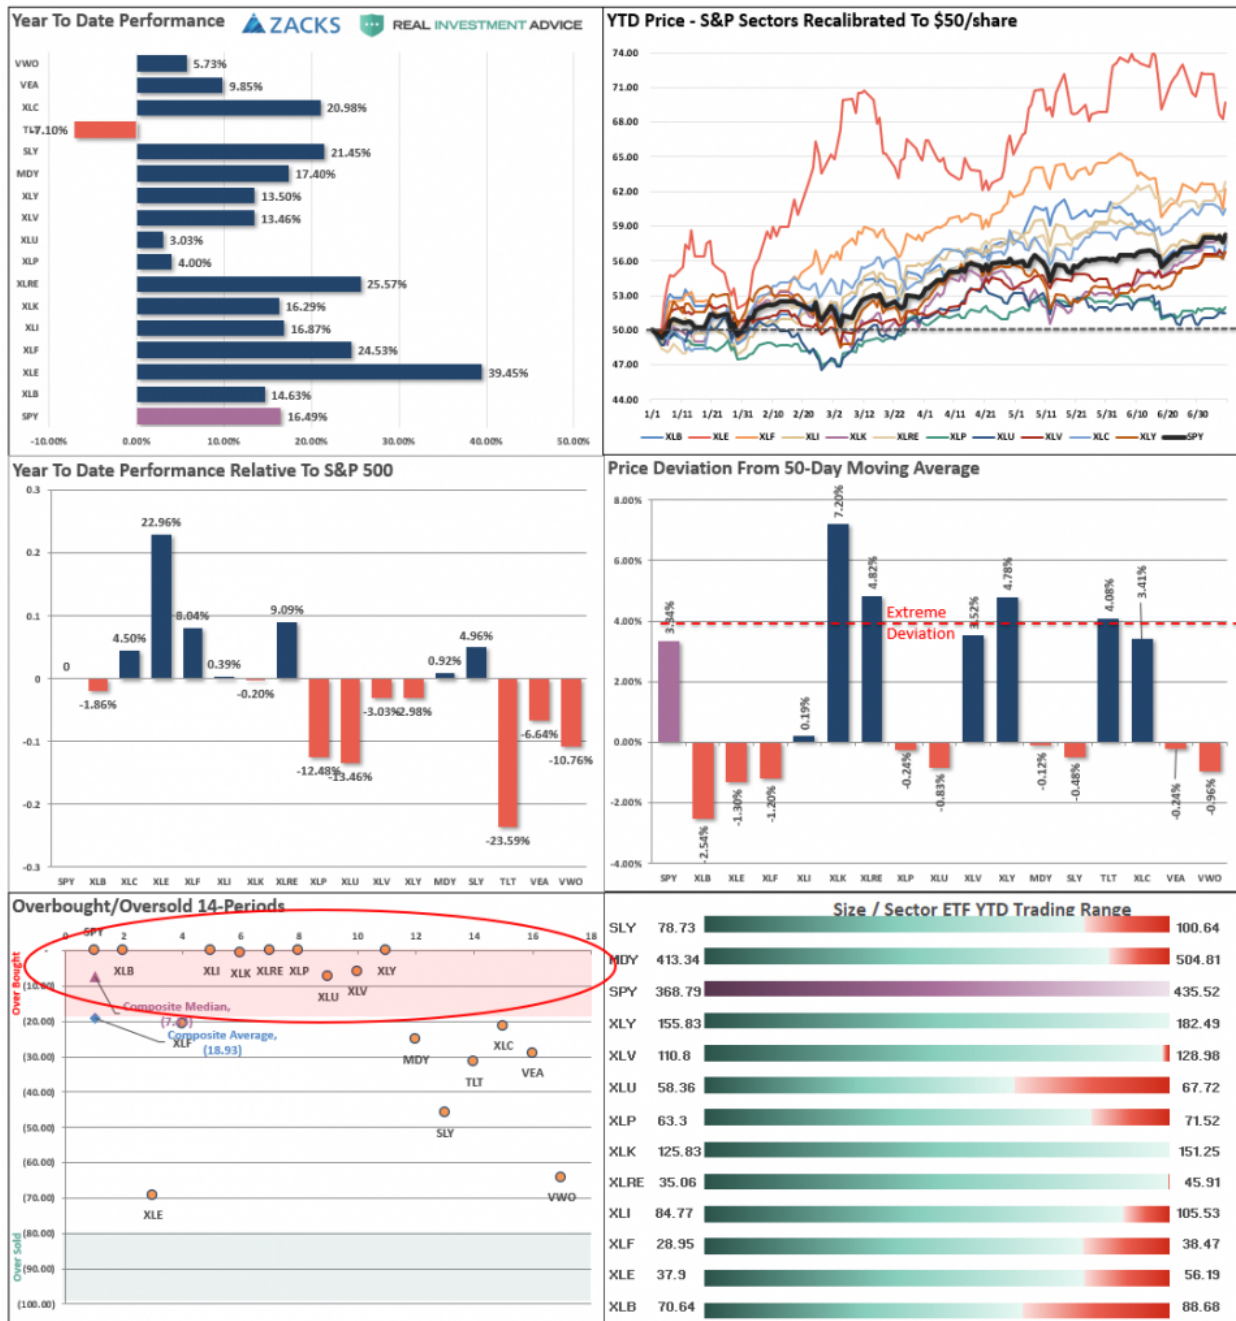 Year To Date Performance
ZACKS
REAL INVESTMENT ADVICE
VWO 5.73%
VEA 9.85%
XLC 20.98%
-7.10%
SLY 21.45%
MDY 17.40%
XLY 13.50%
XLV 13.46%
XLU 3.03%
XLP 4.00%
XLRE 25.57%
XLK 16.29%
XLI 16.87%
XLF 24.53%
XLE 39.45%
XLB 14.63%
SPY 16.49%
-10.00% 0.00% 10.00% 20.00% 30.00% 40.00% 50.00%
YTD Price - S&P Sectors Recalibrated To $50/share
74.00
71.00
68.00
65.00
62.00
59.00
56.00
53.00
50.00
47.00
44.00
1/1 1/11 1/21 1/31 2/10 2/20 3/2 3/12 3/22 4/1 4/11 4/21 5/1 5/11 5/21 5/31 6/10 6/20 6/30
XLB XLE XLF XLI XLK XLRE XLP XLU XLV XLC XLY SPY
Year To Date Performance Relative To S&P 500
0.3
0.2
0.1
0
-0.1
-0.2
-0.3
0
-1.86%
4.50%
22.96%
8.04%
0.39%
-0.20%
9.09%
-12.48%
-13.46%
-3.03%
-2.98%
0.92%
4.96%
-23.59%
-6.64%
-10.76%
SPY XLB XLC XLE XLF XLI XLK XLRE XLP XLU XLV XLY MDY SLY TLT VEA VWO
Price Deviation From 50-Day Moving Average
8.00%
6.00%
4.00%
2.00%
0.00%
-2.00%
-4.00%
3.34%
-2.54%
-1.30%
-1.20%
0.19%
7.20%
4.82%
-0.24%
-0.83%
3.52%
4.78%
-0.12%
-0.48%
4.08%
3.41%
-0.24%
-0.96%
Extreme
Deviation
SPY XLB XLE XLF XLI XLK XLRE XLP XLU XLV XLY MDY SLY TLT XLC VEA VWO
Overbought/Oversold 14-Periods
0 2 4 6 8 10 12 14 16 18
-
(10.00)
(20.00)
(30.00)
(40.00)
(50.00)
(60.00)
(70.00)
(80.00)
(90.00)
(100.00)
Over Bought
Over Sold
SPY
XLB
XLI
XLK
XLRE
XLP
XLY
XLU
XLV
Composite Median,
Composite Average,
(18.93)
XLF
MDY
XLC
TLT
VEA
SLY
XLE
VWO
Size / Sector ETF YTD Trading Range
SLY 78.73 100.64
MDY 413.34 504.81
SPY 368.79 435.52
XLY 155.83 182.49
XLV 110.8 128.98
XLU 58.36 67.72
XLP 63.3 71.52
XLK 125.83 151.25
XLRE 35.06 45.91
XLI 84.77 105.53
XLF 28.95 38.47
XLE 37.9 56.19
XLB 70.64 88.68